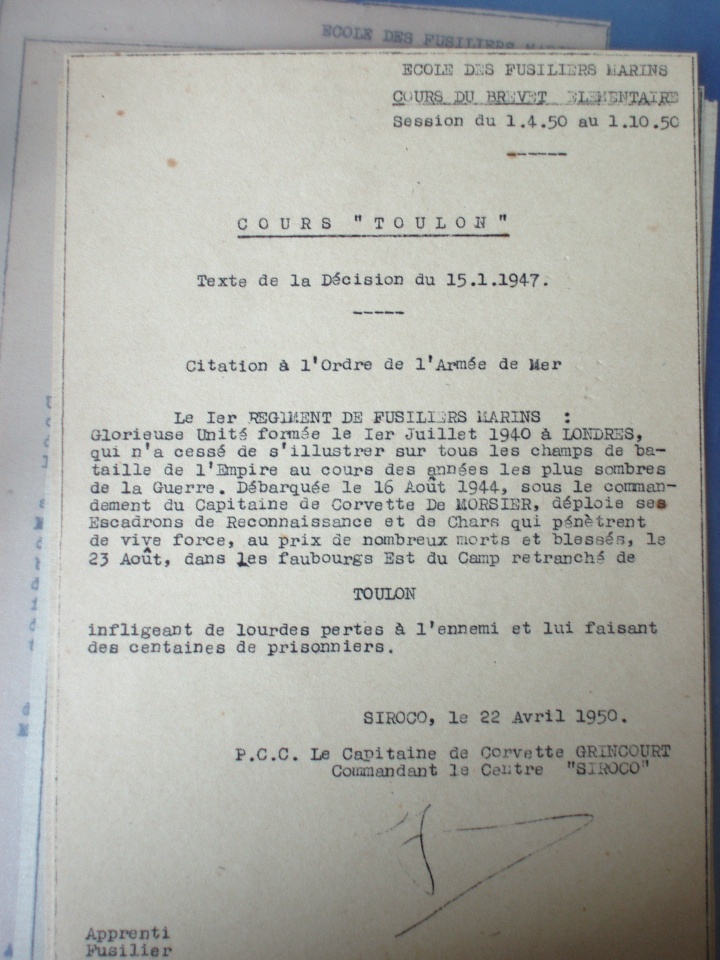 ECOLE DES FUSILIERS
ECOLE DES FUSILIERS MARINS
COURS DU BREVET ELEMENTAIRE
Session du 1.4.50 au 1.10.50
-----
COURS "TOULON"
Texte de la Décision du 15.1.1947.
-----
Citation à l'Ordre de l'Armée de Mer
Le Ier REGIMENT DE FUSILIERS MARINS :
Glorieuse Unité formée le Ier Juillet 1940 à LONDRES,
qui n'a cessé de s'illustrer sur tous les champs de ba-
taille de l'Empire au cours des années les plus sombres
de la Guerre. Débarquée le 16 Août 1944, sous le comman-
dement du Capitaine de Corvette De MORSIER, déploie ses
Escadrons de Reconnaissance et de Chars qui pénètrent
de vive force, au prix de nombreux morts et blessés, le
23 Août, dans les faubourgs Est du Camp retranché de
TOULON
infligeant de lourdes pertes à l'ennemi et lui faisant
des centaines de prisonniers.
SIROCO, le 22 Avril 1950.
P.C.C. Le Capitaine de Corvette GRINCOURT
Commandant le Centre "SIROCO"
Apprenti
Fusilier